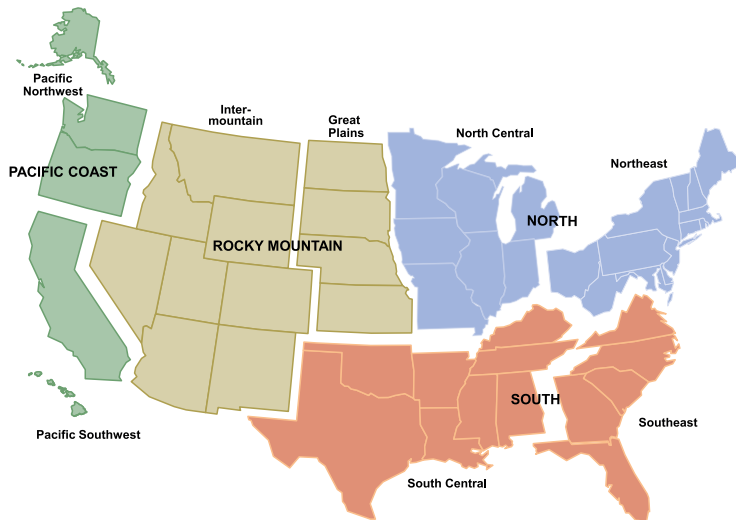 Pacific
Northwest
Inter-
mountain
Great
Plains
North Central
Northeast
PACIFIC COAST
NORTH
ROCKY MOUNTAIN
SOUTH
Pacific Southwest
Southeast
South Central